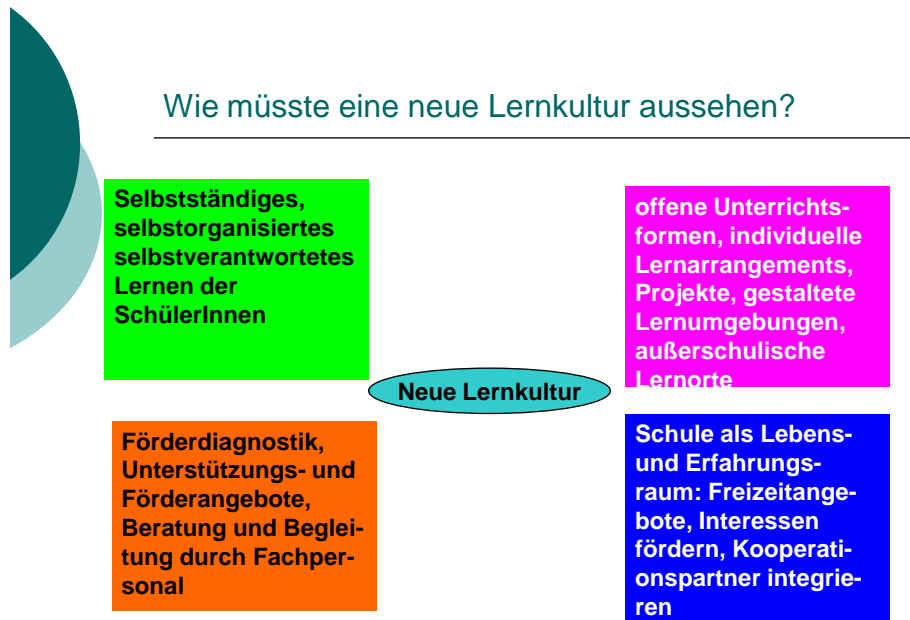 Wie müsste eine neue Lernkultur aussehen?
Selbstständiges,
selbstorganisiertes
selbstverantwortetes
Lernen der
SchülerInnen
offene Unterrichts-
formen, individuelle
Lernarrangements,
Projekte, gestaltete
Lernumgebungen,
außerschulische
Lernorte
Neue Lernkultur
Förderdiagnostik,
Unterstützungs- und
Förderangebote,
Beratung und Beglei-
tung durch Fachper-
sonal
Schule als Lebens-
und Erfahrungs-
raum: Freizeitange-
bote, Interessen
fördern, Kooperati-
onspartner integrie-
ren